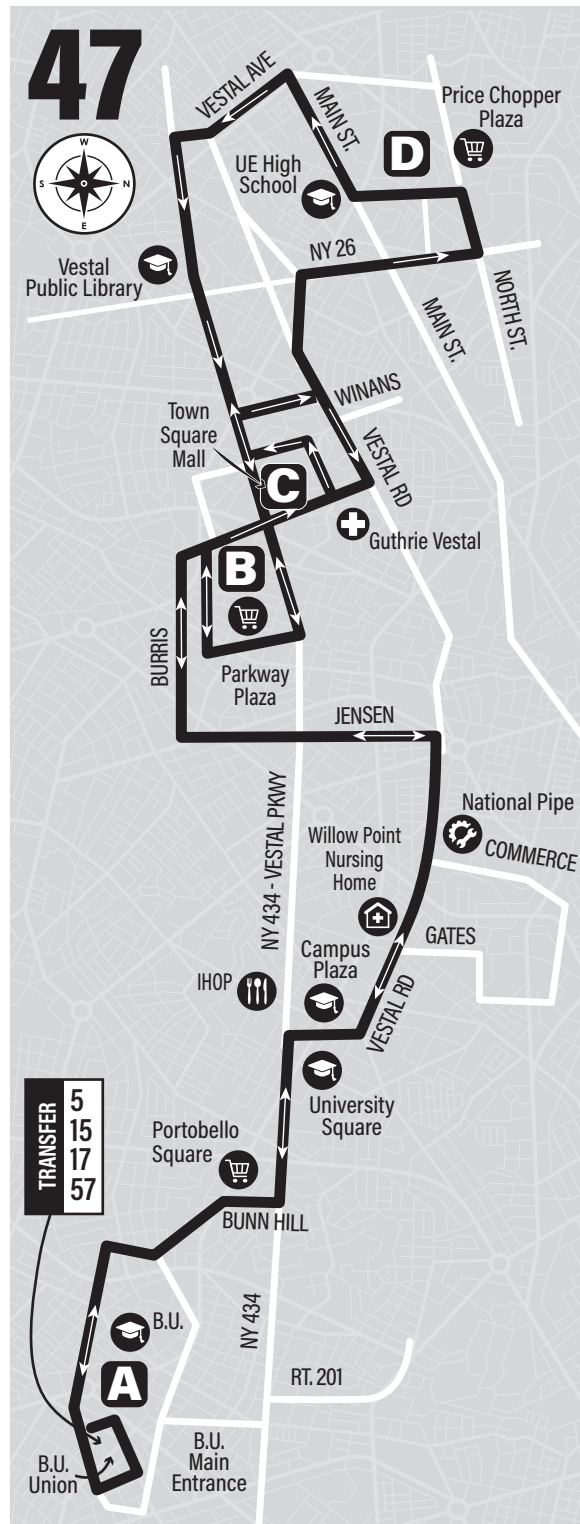 47
W
S
N
E
VESTAL AVE
MAIN ST.
Price Chopper
Plaza
D
UE High
School
NY 26
Vestal
Public Library
NORTH ST.
MAIN ST.
WINANS
Town
Square
Mall
VESTAL RD
C
Guthrie Vestal
B
BURRIS
Parkway
Plaza
JENSEN
NY 434 - VESTAL PKWY
National Pipe
Willow Point
Nursing
Home
COMMERCE
GATES
Campus
Plaza
IHOP
VESTAL RD
University
Square
TRANSFER
5
15
17
57
Portobello
Square
BUNN HILL
NY 434
B.U.
A
RT. 201
B.U.
Union
B.U.
Main
Entrance